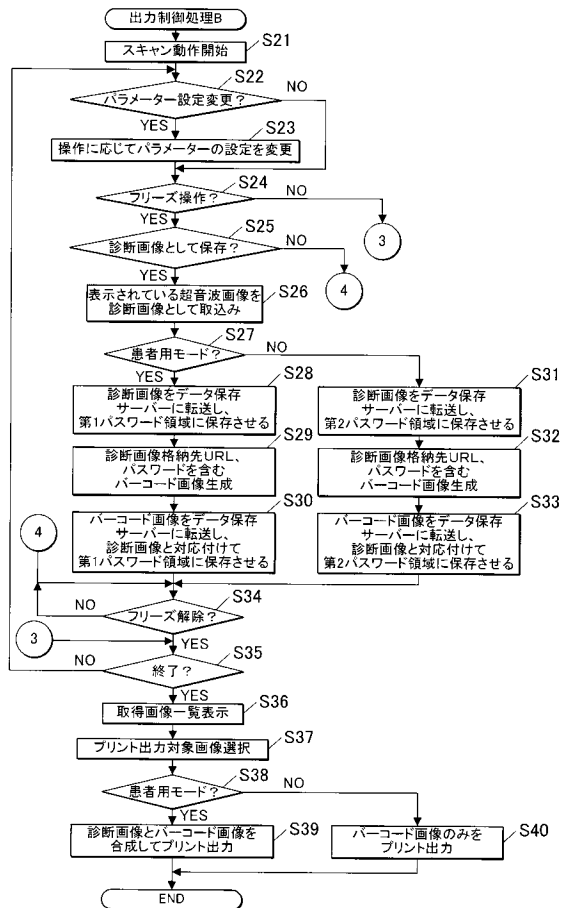 出力制御処理B
スキャン動作開始
S21
S22
パラメーター設定変更？
NO
YES
S23
操作に応じてパラメーターの設定を変更
S24
フリーズ操作？
NO
YES
3
S25
診断画像として保存？
NO
YES
4
S26
表示されている超音波画像を
診断画像として取込み
S27
患者用モード？
NO
YES
S28
診断画像をデータ保存
サーバーに転送し、
第1パスワード領域に保存させる
S31
診断画像をデータ保存
サーバーに転送し、
第2パスワード領域に保存させる
S29
診断画像格納先URL、
パスワードを含む
バーコード画像生成
S32
診断画像格納先URL、
パスワードを含む
バーコード画像生成
S30
バーコード画像をデータ保存
サーバーに転送し、
診断画像と対応付けて
第1パスワード領域に保存させる
S33
バーコード画像をデータ保存
サーバーに転送し、
診断画像と対応付けて
第2パスワード領域に保存させる
4
S34
フリーズ解除？
NO
YES
3
S35
終了？
NO
YES
S36
取得画像一覧表示
S37
プリント出力対象画像選択
S38
患者用モード？
NO
YES
S39
診断画像とバーコード画像を
合成してプリント出力
S40
バーコード画像のみを
プリント出力
END